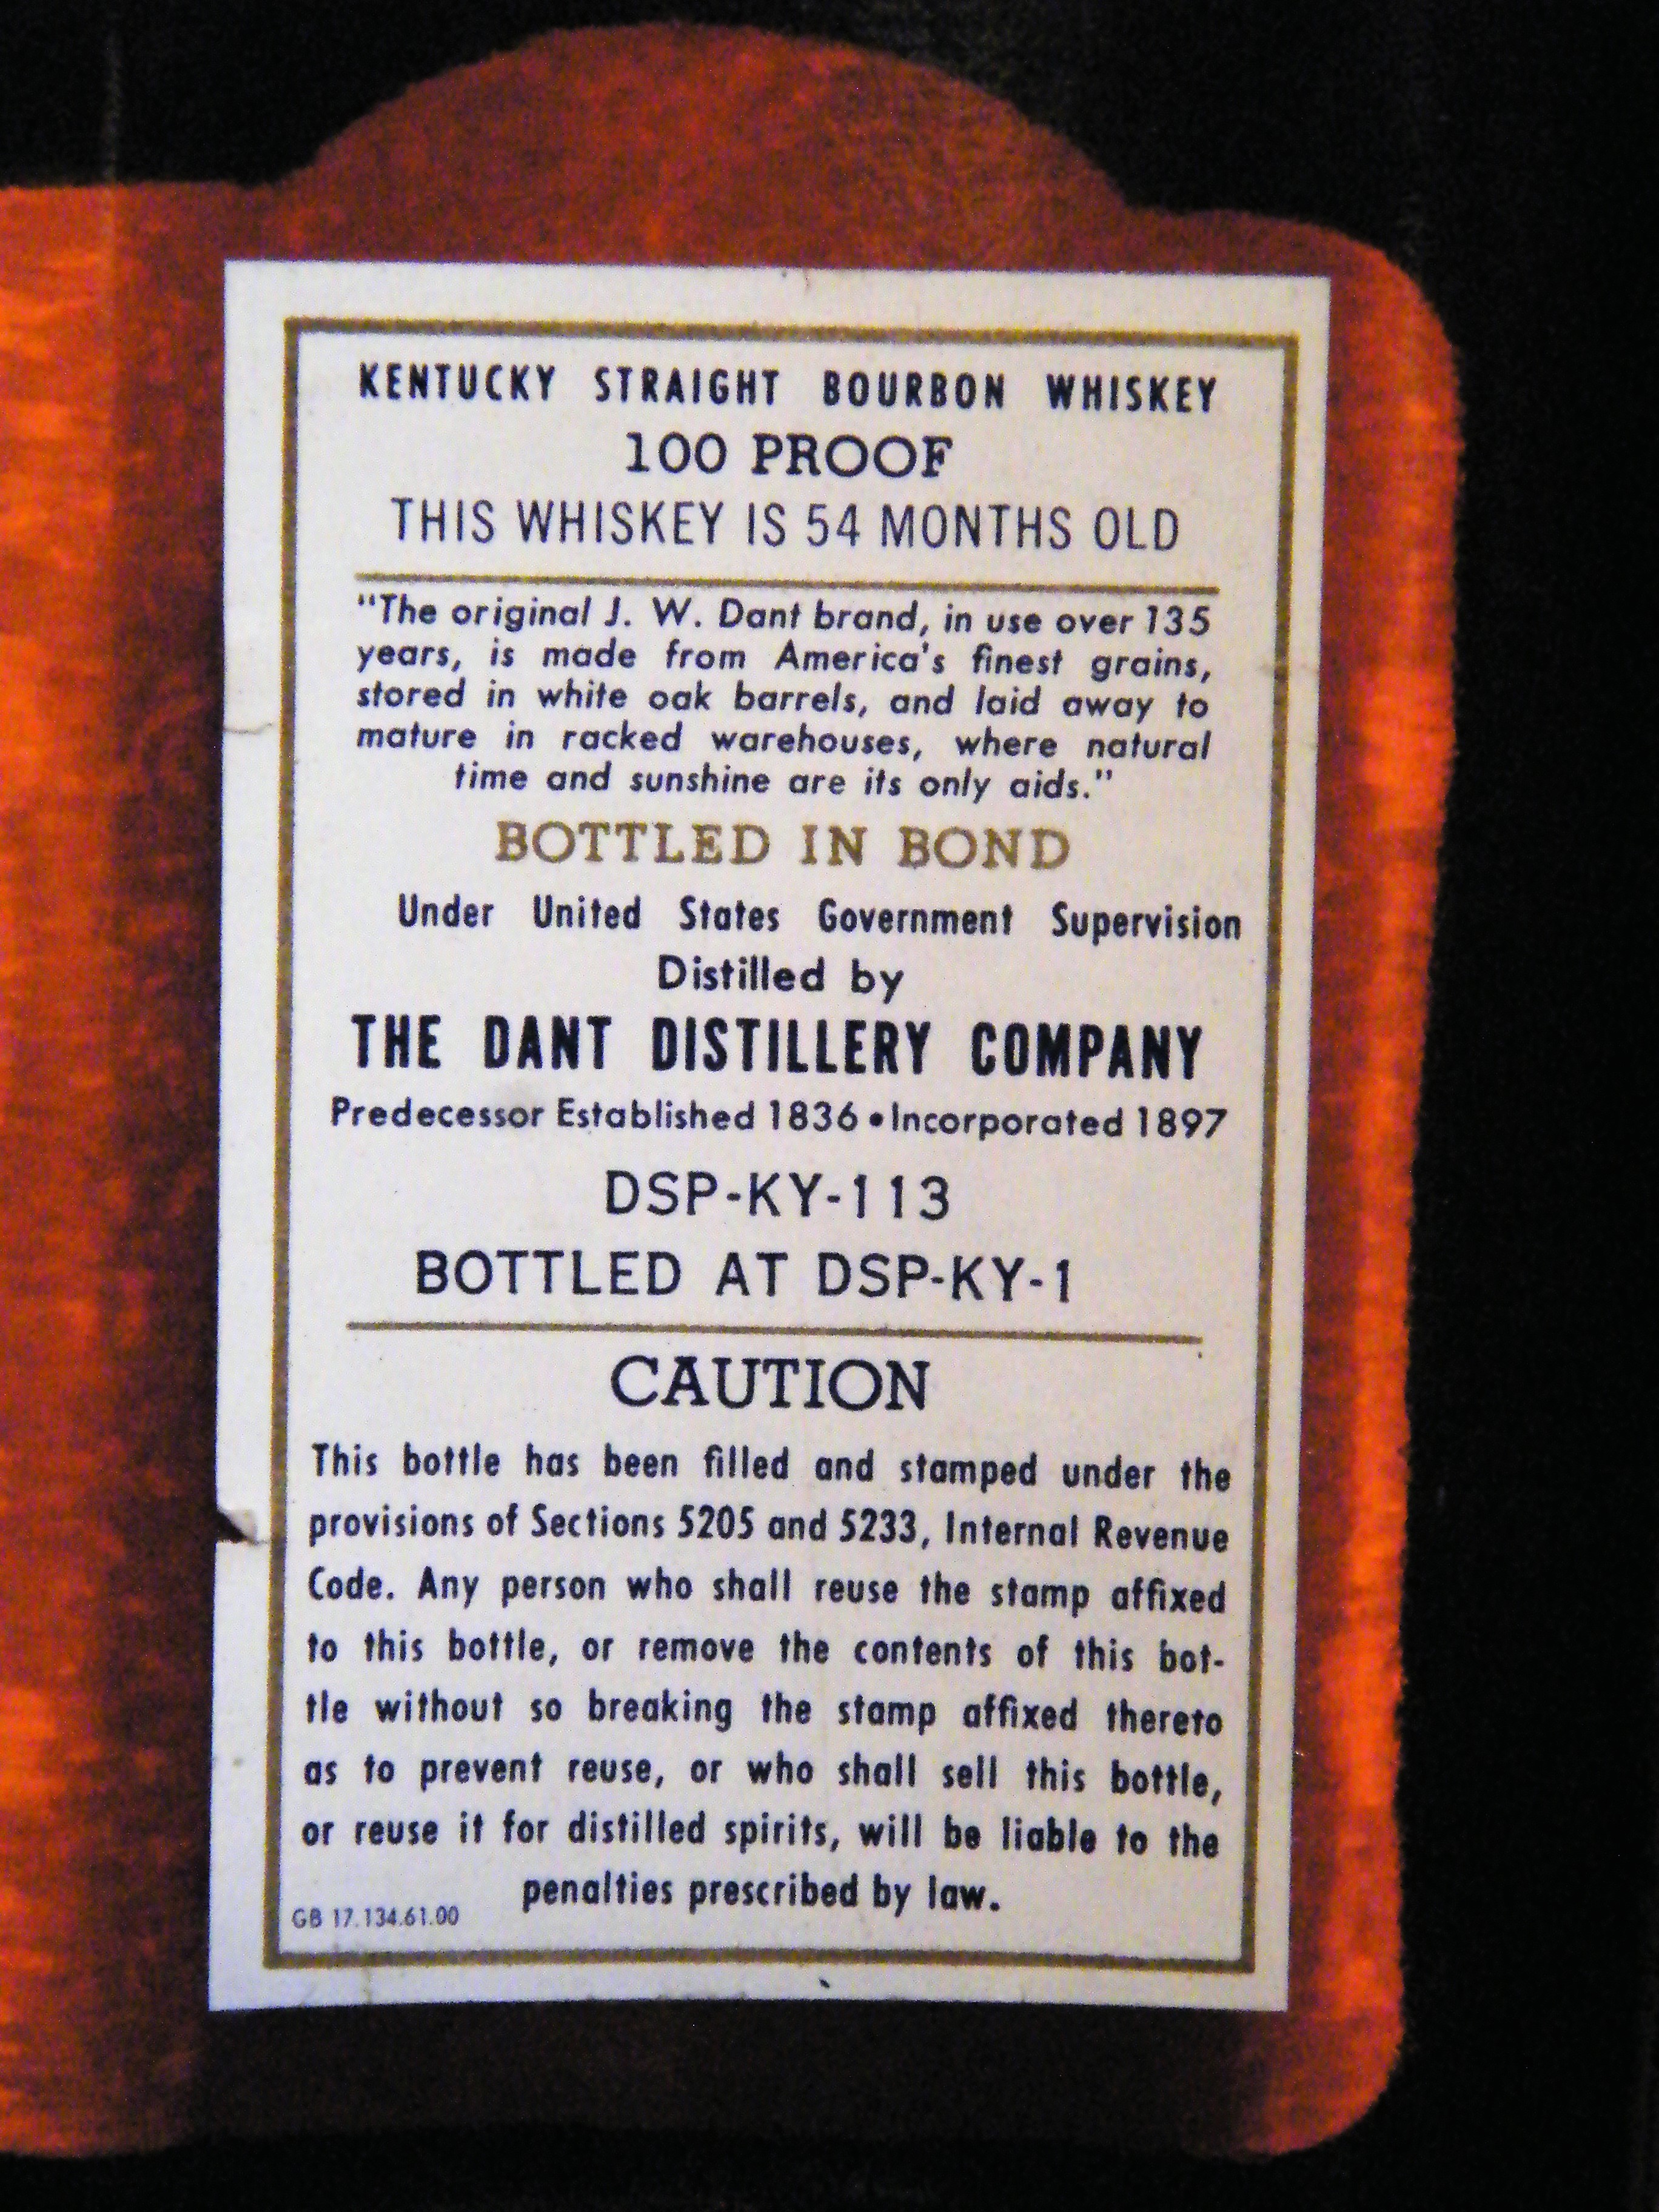 KENTUCKY STRAIGHT BOURBON WHISKEY
100 PROOF
THIS WHISKEY IS 54 MONTHS OLD
"The original J. W. Dant brand, in use over 135
years, is made from America's finest grains,
stored in white oak barrels, and laid away to
mature in racked warehouses, where natural
time and sunshine are its only aids."
BOTTLED IN BOND
Under United States Government Supervision
Distilled by
THE DANT DISTILLERY COMPANY
Predecessor Established 1836 • Incorporated 1897
DSP-KY-113
BOTTLED AT DSP-KY-1
CAUTION
This bottle has been filled and stamped under the
provisions of Sections 5205 and 5233, Internal Revenue
Code. Any person who shall reuse the stamp affixed
to this bottle, or remove the contents of this bot-
tle without so breaking the stamp affixed thereto
as to prevent reuse, or who shall sell this bottle,
or reuse it for distilled spirits, will be liable to the
penalties prescribed by law.
GB 17.134.61.00